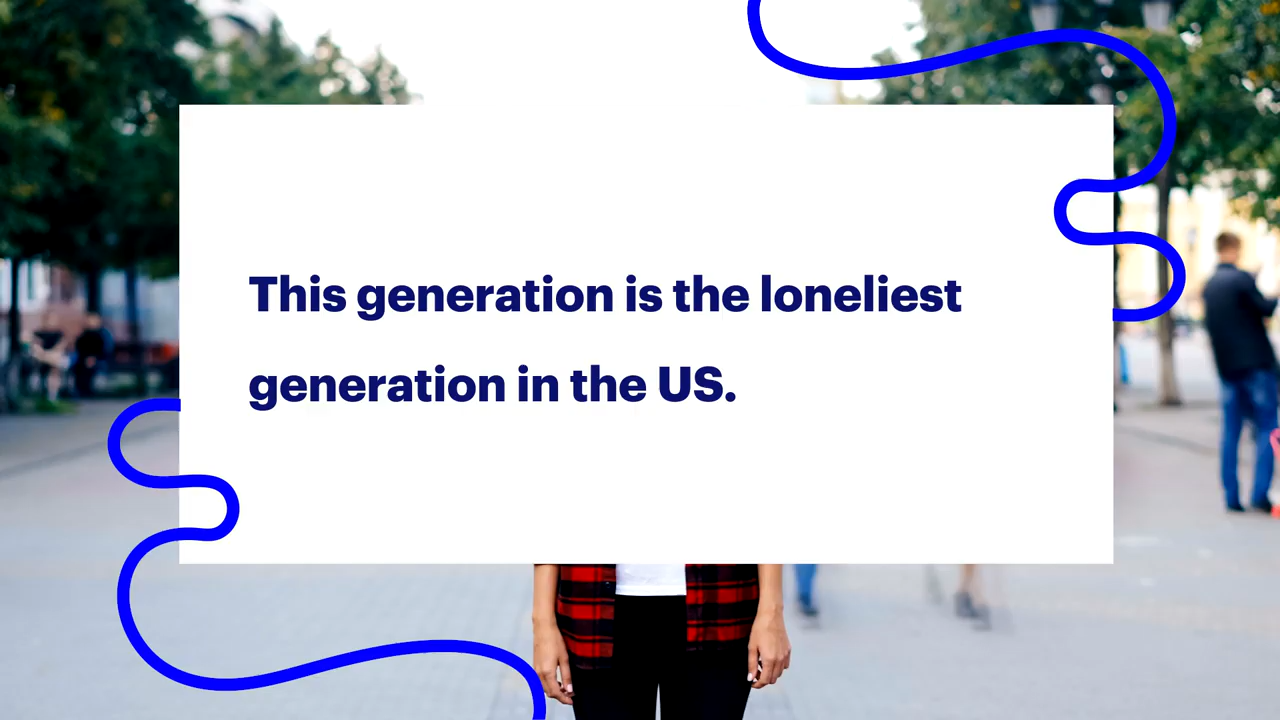 This generation is the loneliest
generation in the US.